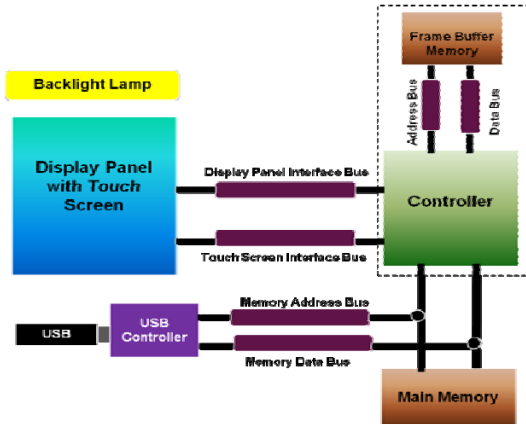 Frame Buffer
Memory
Backlight Lamp
Address Bus
Data Bus
Display Panel
with Touch
Screen
Display Panel Interface Bus
Controller
Touch Screen Interface Bus
Memory Address Bus
USB
USB
Controller
Memory Data Bus
Main Memory